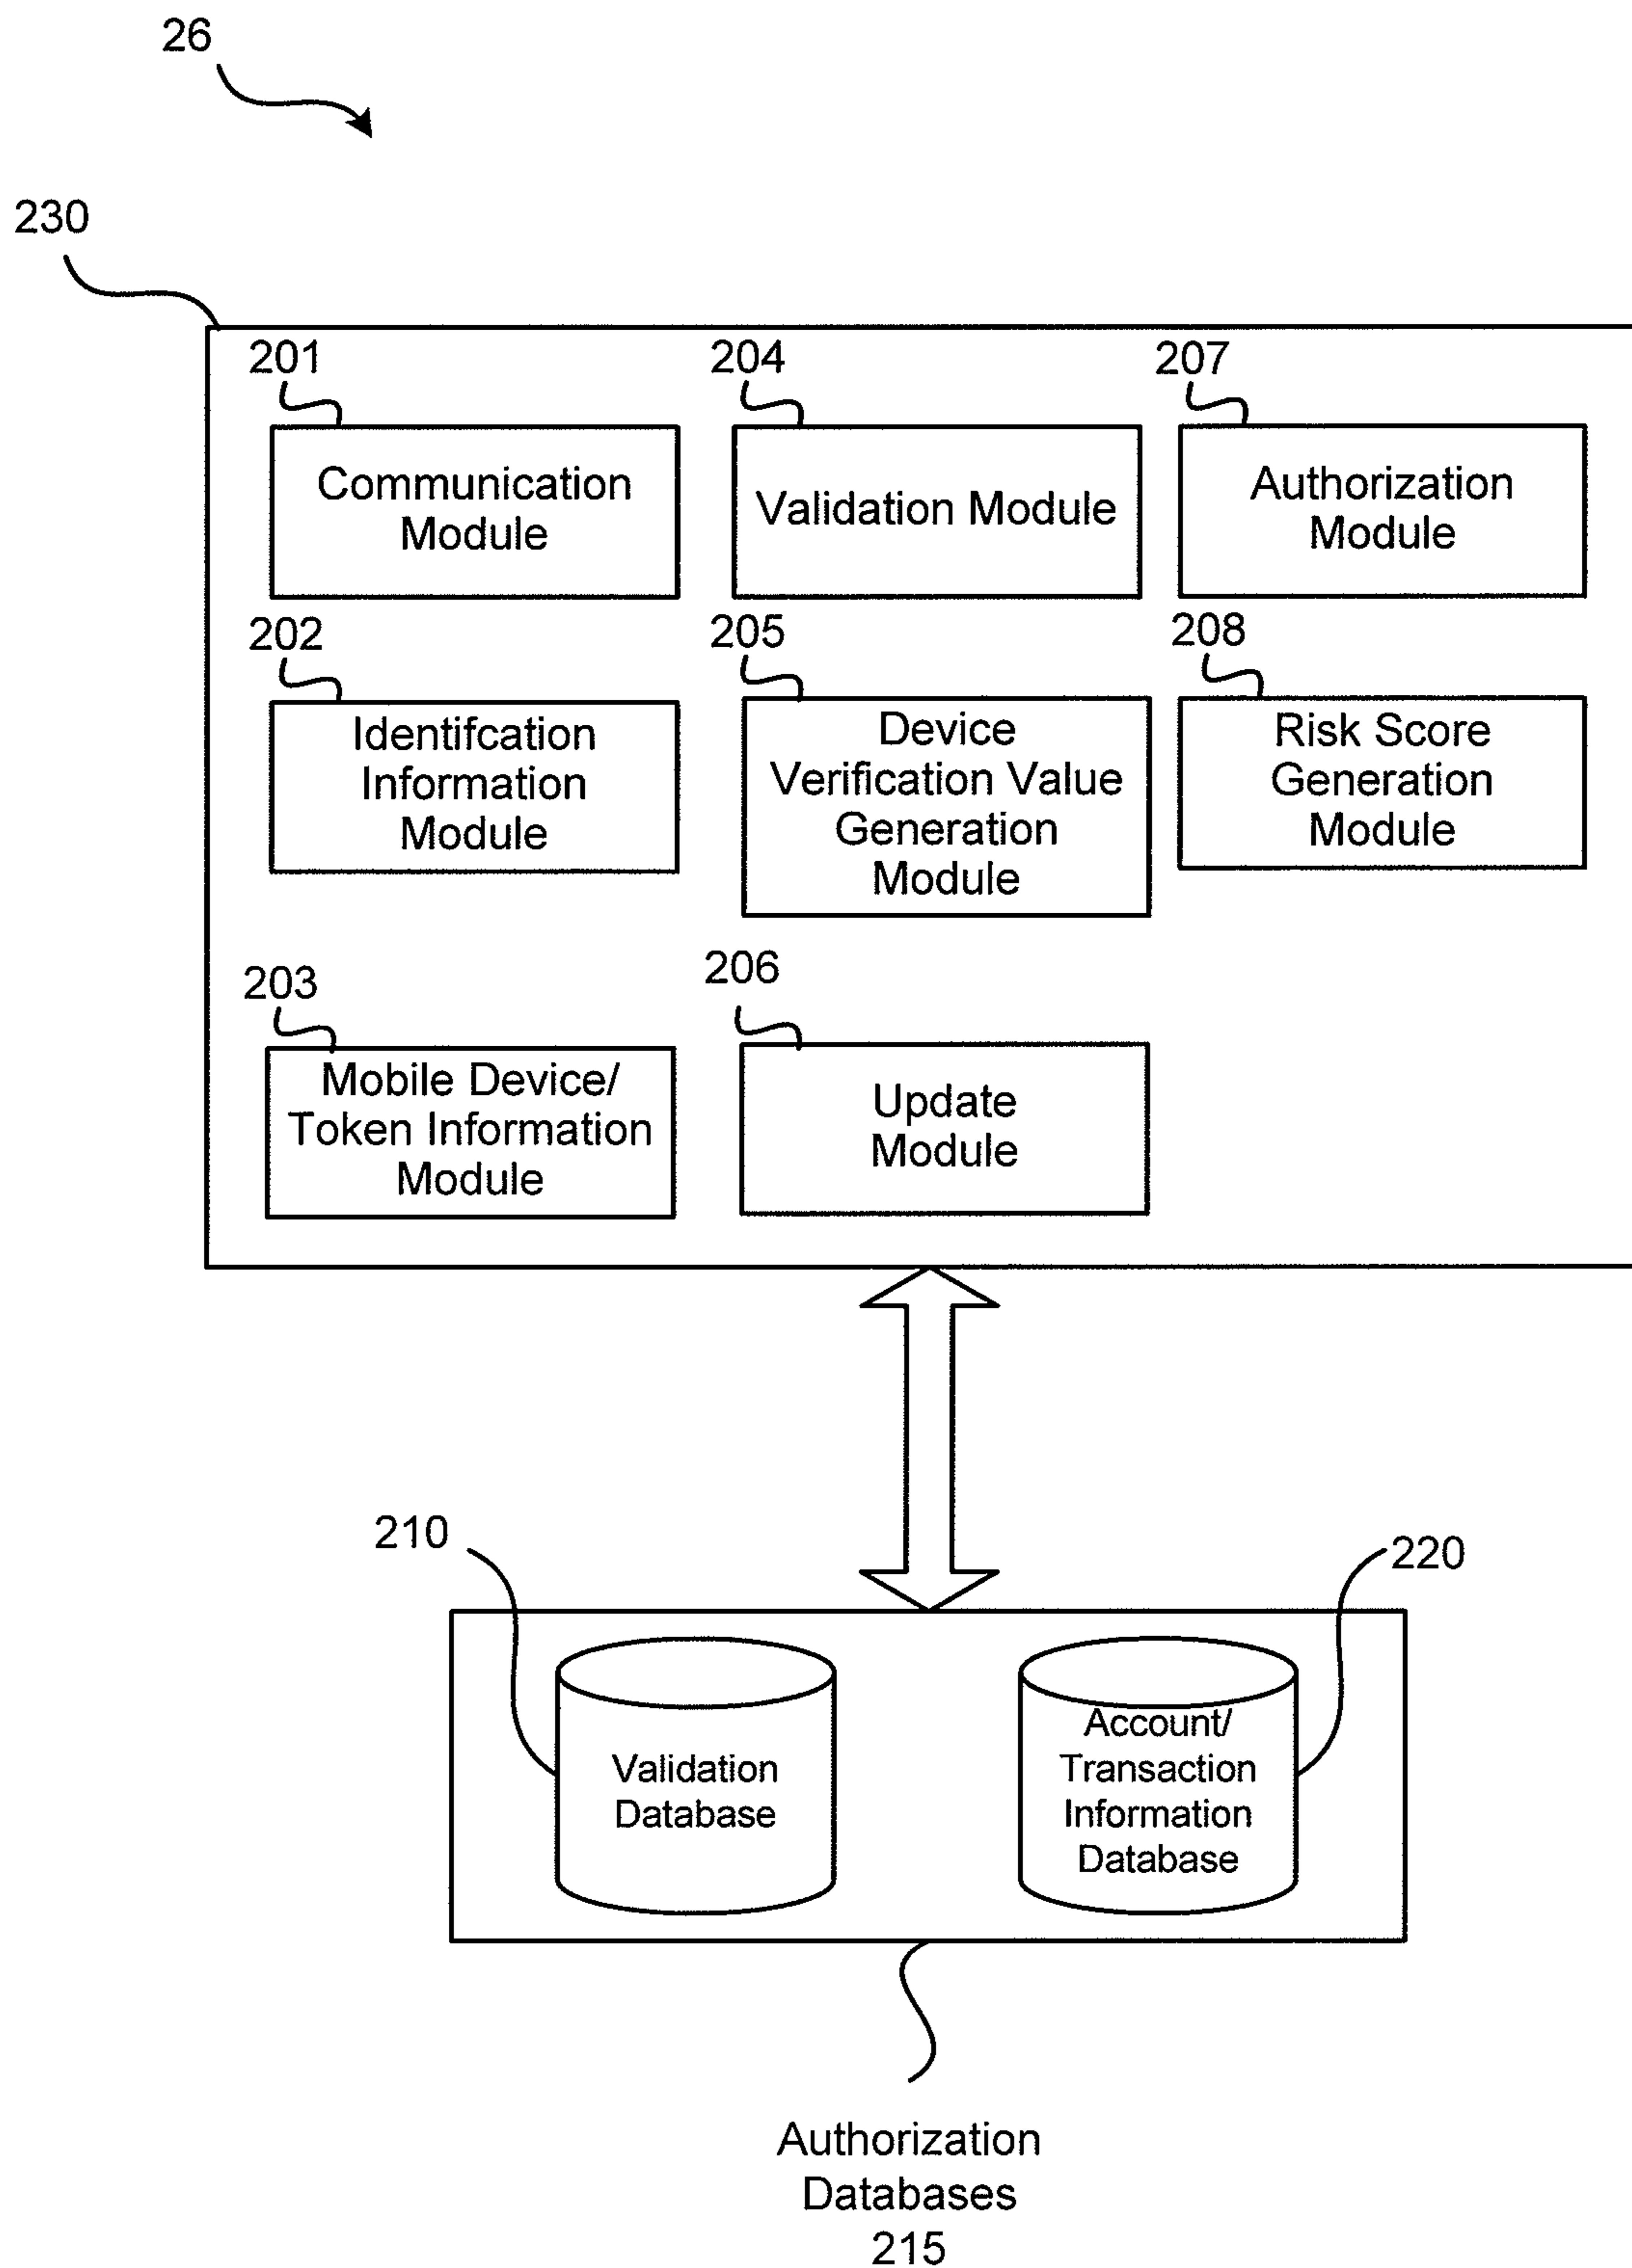 26
230
201
204
207
Communication
Module
Validation Module
Authorization
Module
202
205
208
Identifcation
Information
Module
Device
Verification Value
Generation
Module
Risk Score
Generation
Module
203
206
Mobile Device/
Token Information
Module
Update
Module
210
220
Validation
Database
Account/
Transaction
Information
Database
Authorization
Databases
215